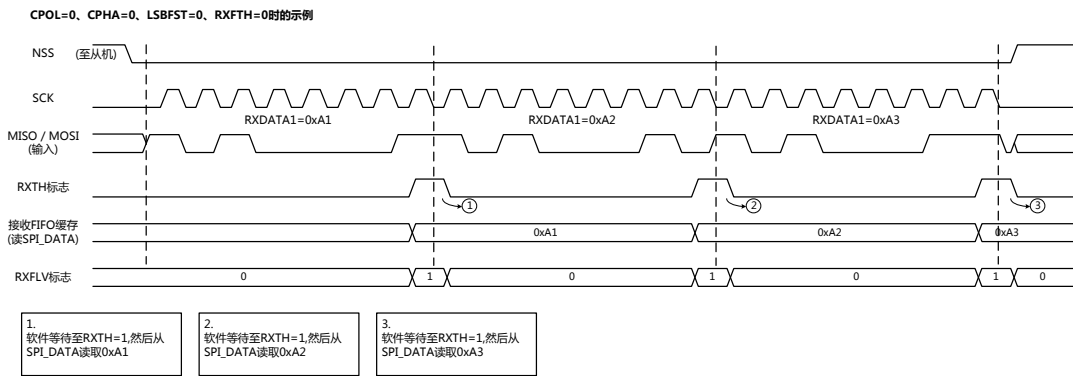 CPOL=0、CPHA=0、LSBFST=0、RXFTH=0时的示例
NSS (至从机)
SCK
RXDATA1=0xA1 RXDATA1=0xA2 RXDATA1=0xA3
MISO / MOSI
(输入)
RXTH标志
1 2 3
接收FIFO缓存
(读SPI_DATA)
0xA1 0xA2 0xA3
RXFLV标志
0 1 0 1 0 1 0
1.
软件等待至RXTH=1,然后从
SPI_DATA读取0xA1
2.
软件等待至RXTH=1,然后从
SPI_DATA读取0xA2
3.
软件等待至RXTH=1,然后从
SPI_DATA读取0xA3